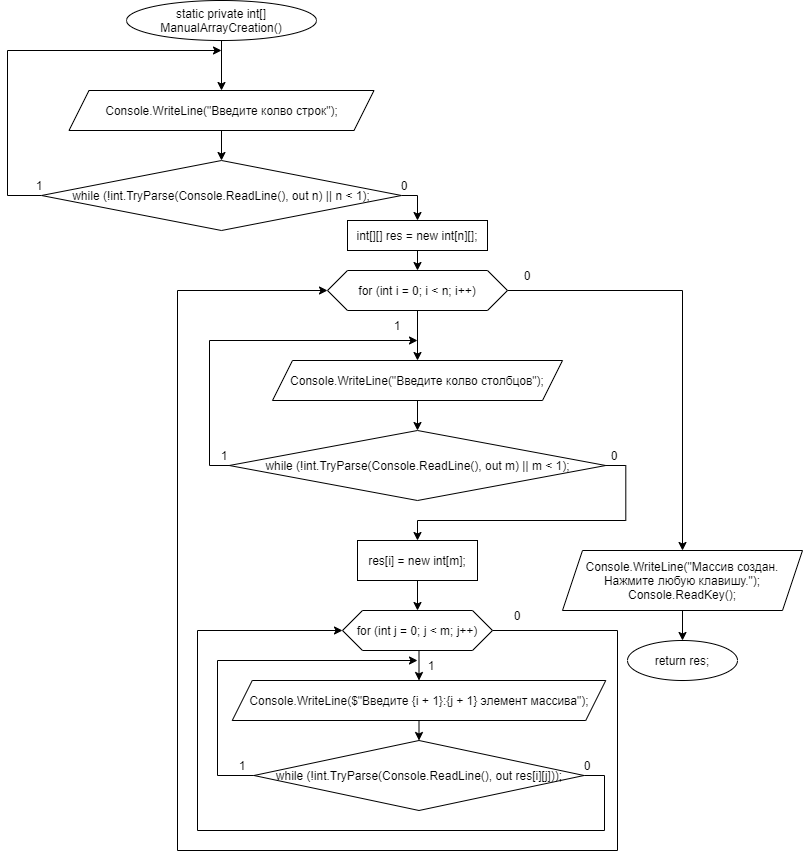 static private int[]
ManualArrayCreation()
Console.WriteLine("Введите колво строк");
1
while (!int.TryParse(Console.ReadLine(), out n) || n < 1);
0
int[][] res = new int[n][];
for (int i = 0; i < n; i++)
0
1
Console.WriteLine("Введите колво столбцов");
1
while (!int.TryParse(Console.ReadLine(), out m) || m < 1);
0
res[i] = new int[m];
Console.WriteLine("Массив создан.
Нажмите любую клавишу.");
Console.ReadKey();
for (int j = 0; j < m; j++)
0
1
return res;
Console.WriteLine($"Введите {i + 1}:{j + 1} элемент массива");
1
while (!int.TryParse(Console.ReadLine(), out res[i][j]));
0